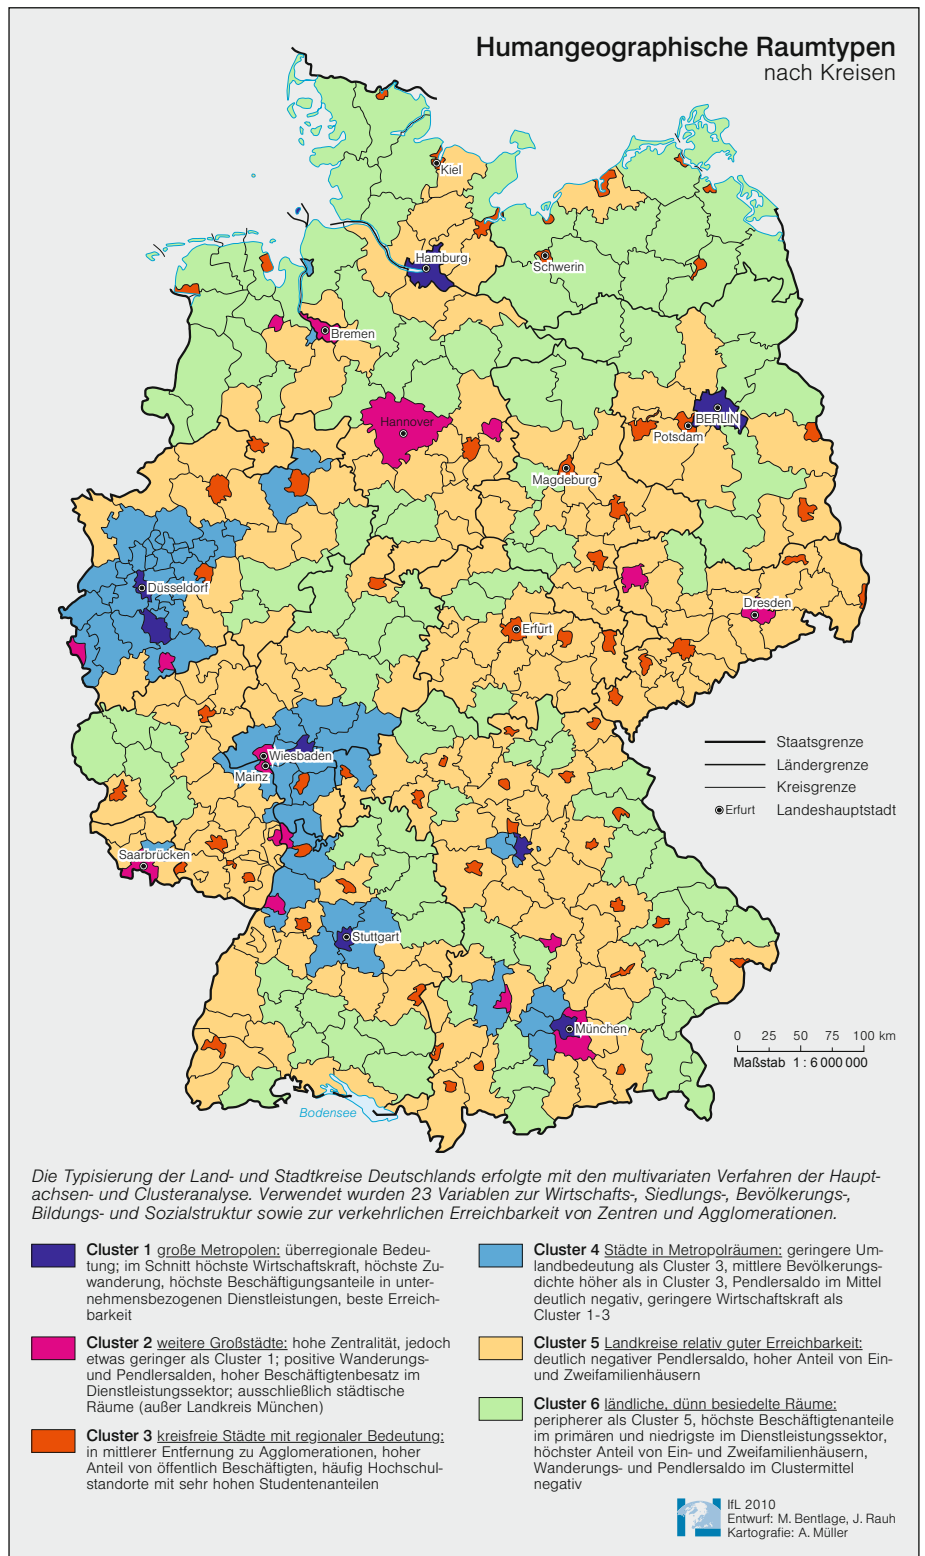 Humangeographische Raumtypen
nach Kreisen
Kiel
Hamburg
Schwerin
Bremen
Hannover
BERLIN
Potsdam
Magdeburg
Düsseldorf
Dresden
Erfurt
Wiesbaden
Mainz
Saarbrücken
Stuttgart
München
Bodensee
Staatsgrenze
Ländergrenze
Kreisgrenze
Erfurt Landeshauptstadt
0 25 50 75 100 km
Maßstab 1 : 6 000 000
Die Typisierung der Land- und Stadtkreise Deutschlands erfolgte mit den multivariaten Verfahren der Haupt-
achsen- und Clusteranalyse. Verwendet wurden 23 Variablen zur Wirtschafts-, Siedlungs-, Bevölkerungs-,
Bildungs- und Sozialstruktur sowie zur verkehrlichen Erreichbarkeit von Zentren und Agglomerationen.
Cluster 1 große Metropolen: überregionale Bedeu-
tung; im Schnitt höchste Wirtschaftskraft, höchste Zu-
wanderung, höchste Beschäftigungsanteile in unter-
nehmensbezogenen Dienstleistungen, beste Erreich-
barkeit
Cluster 2 weitere Großstädte: hohe Zentralität, jedoch
etwas geringer als Cluster 1; positive Wanderungs-
und Pendlersalden, hoher Beschäftigtenbesatz im
Dienstleistungssektor; ausschließlich städtische
Räume (außer Landkreis München)
Cluster 3 kreisfreie Städte mit regionaler Bedeutung:
in mittlerer Entfernung zu Agglomerationen, hoher
Anteil von öffentlich Beschäftigten, häufig Hochschul-
standorte mit sehr hohen Studentenanteilen
Cluster 4 Städte in Metropolräumen: geringere Um-
landbedeutung als Cluster 3, mittlere Bevölkerungs-
dichte höher als in Cluster 3, Pendlersaldo im Mittel
deutlich negativ, geringere Wirtschaftskraft als
Cluster 1-3
Cluster 5 Landkreise relativ guter Erreichbarkeit:
deutlich negativer Pendlersaldo, hoher Anteil von Ein-
und Zweifamilienhäusern
Cluster 6 ländliche, dünn besiedelte Räume:
peripherer als Cluster 5, höchste Beschäftigtenanteile
im primären und niedrigste im Dienstleistungssektor,
höchster Anteil von Ein- und Zweifamilienhäusern,
Wanderungs- und Pendlersaldo im Clustermittel
negativ
IfL 2010
Entwurf: M. Bentlage, J. Rauh
Kartografie: A. Müller